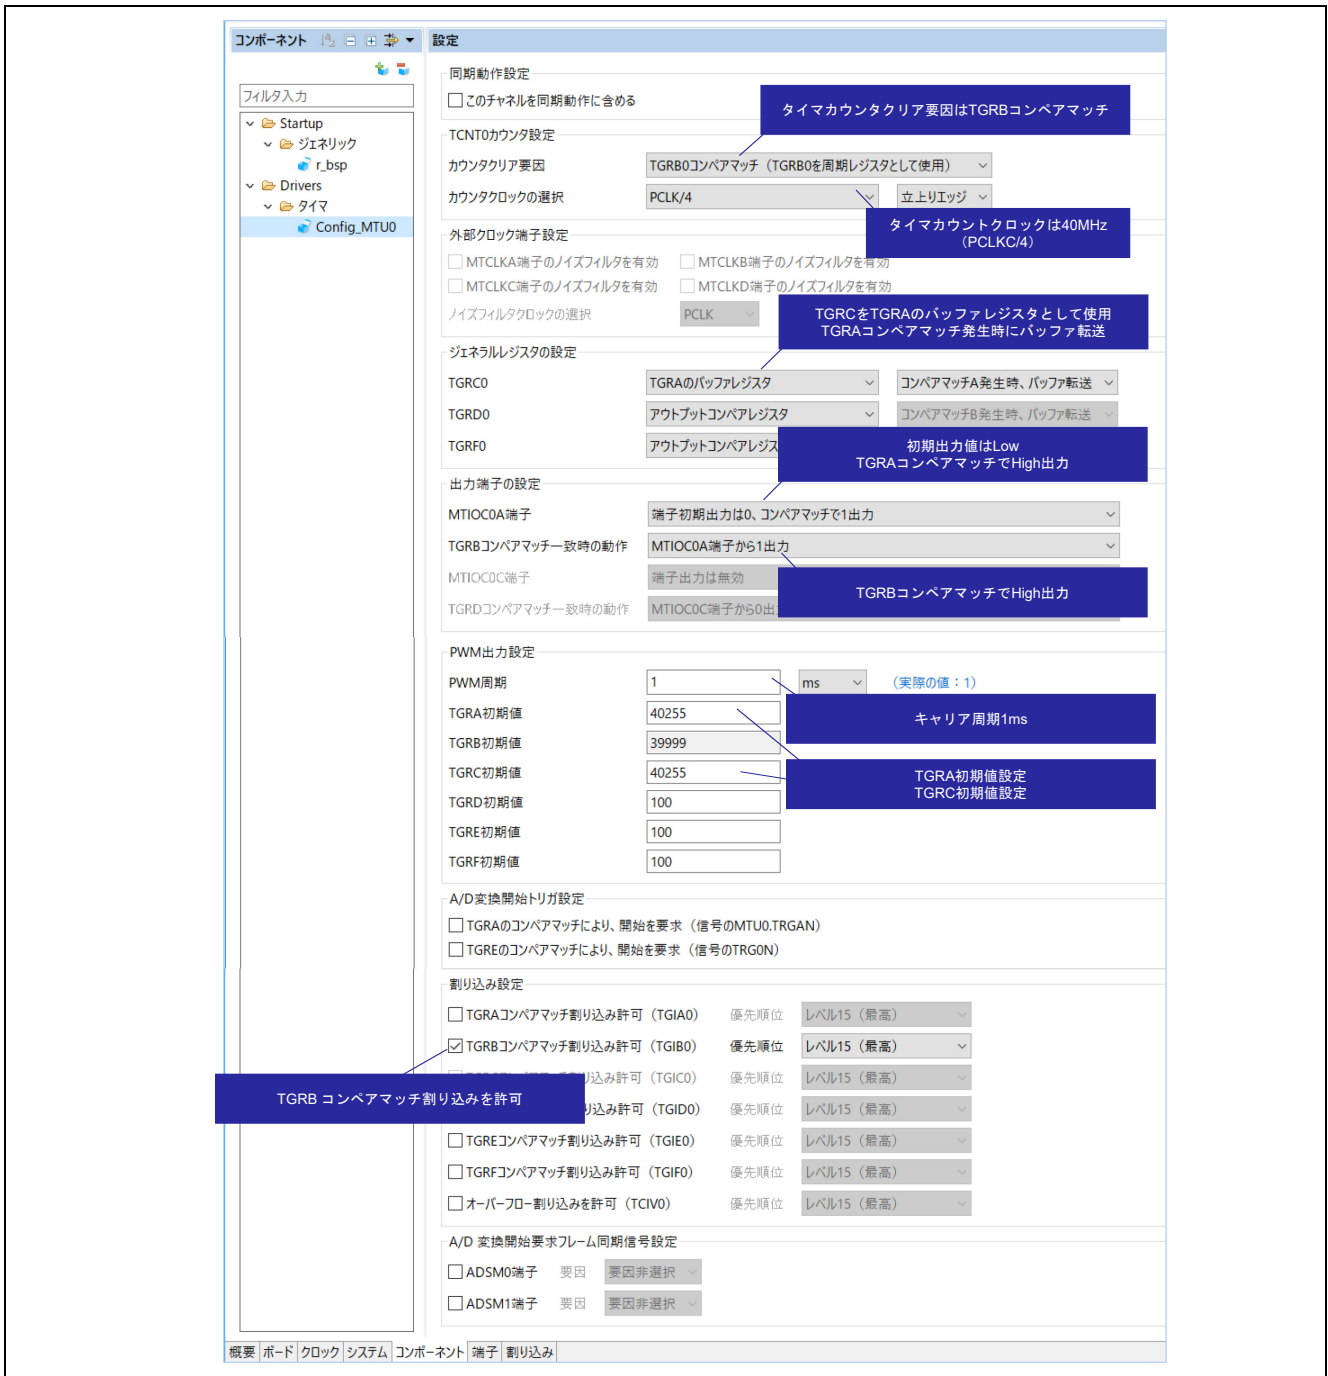 コンポーネント
設定
フィルタ入力
Startup
ジェネリック
r_bsp
Drivers
タイマ
Config_MTU0
同期動作設定
このチャネルを同期動作に含める
タイマカウンタクリア要因はTGRBコンペアマッチ
TCNT0カウンタ設定
カウンタクリア要因 TGRB0コンペアマッチ（TGRB0を周期レジスタとして使用）
カウンタクロックの選択 PCLK/4 立上りエッジ
タイマカウントクロックは40MHz
（PCLKC/4）
外部クロック端子設定
MTCLKA端子のノイズフィルタを有効 MTCLKB端子のノイズフィルタを有効
MTCLKC端子のノイズフィルタを有効 MTCLKD端子のノイズフィルタを有効
ノイズフィルタクロックの選択 PCLK
TGRCをTGRAのバッファレジスタとして使用
TGRAコンペアマッチ発生時にバッファ転送
ジェネラルレジスタの設定
TGRC0 TGRAのバッファレジスタ コンペアマッチA発生時、バッファ転送
TGRD0 アウトプットコンペアレジスタ コンペアマッチB発生時、バッファ転送
TGRF0 アウトプットコンペアレジス
初期出力値はLow
TGRAコンペアマッチでHigh出力
出力端子の設定
MTIOC0A端子 端子初期出力は0、コンペアマッチで1出力
TGRBコンペアマッチ一致時の動作 MTIOC0A端子から1出力
MTIOC0C端子 端子出力は無効
TGRDコンペアマッチ一致時の動作 MTIOC0C端子から0出
TGRBコンペアマッチでHigh出力
PWM出力設定
PWM周期 1 ms （実際の値：1）
キャリア周期1ms
TGRA初期値 40255
TGRB初期値 39999
TGRC初期値 40255
TGRA初期値設定
TGRC初期値設定
TGRD初期値 100
TGRE初期値 100
TGRF初期値 100
A/D変換開始トリガ設定
TGRAのコンペアマッチにより、開始を要求（信号のMTU0.TRGAN）
TGREのコンペアマッチにより、開始を要求（信号のTRG0N）
割り込み設定
TGRAコンペアマッチ割り込み許可（TGIA0） 優先順位 レベル15（最高）
TGRBコンペアマッチ割り込み許可（TGIB0） 優先順位 レベル15（最高）
込み許可（TGIC0） 優先順位 レベル15（最高）
TGRB コンペアマッチ割り込みを許可
り込み許可（TGID0） 優先順位 レベル15（最高）
TGREコンペアマッチ割り込み許可（TGIE0） 優先順位 レベル15（最高）
TGRFコンペアマッチ割り込み許可（TGIF0） 優先順位 レベル15（最高）
オーバーフロー割り込みを許可（TCIV0） 優先順位 レベル15（最高）
A/D 変換開始要求フレーム同期信号設定
ADSM0端子 要因 要因非選択
ADSM1端子 要因 要因非選択
概要 ボード クロック システム コンポーネント 端子 割り込み